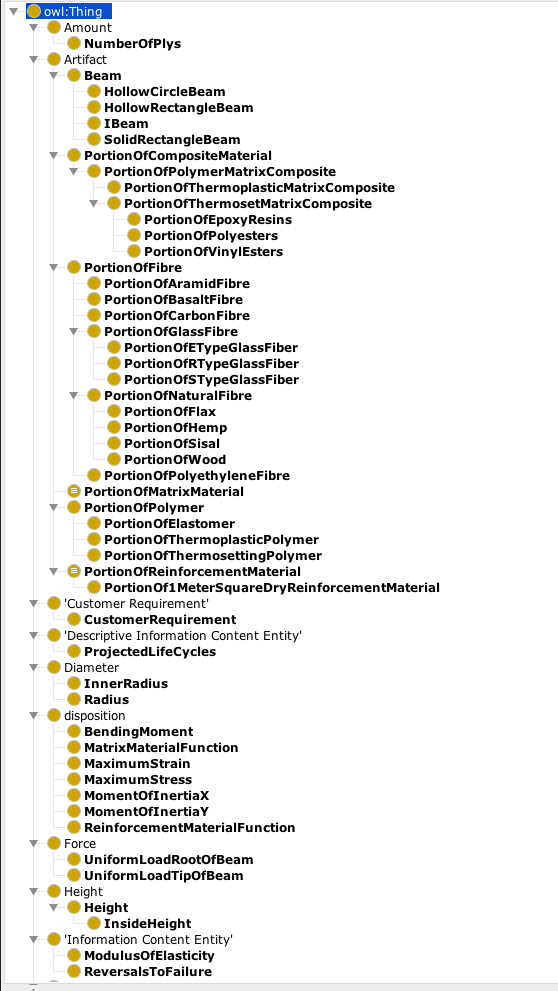 owl:Thing
Amount
NumberOfPlys
Artifact
Beam
HollowCircleBeam
HollowRectangleBeam
IBeam
SolidRectangleBeam
PortionOfCompositeMaterial
PortionOfPolymerMatrixComposite
PortionOfThermoplasticMatrixComposite
PortionOfThermosetMatrixComposite
PortionOfEpoxyResins
PortionOfPolyesters
PortionOfVinylEsters
PortionOfFibre
PortionOfAramidFibre
PortionOfBasaltFibre
PortionOfCarbonFibre
PortionOfGlassFibre
PortionOfETypeGlassFiber
PortionOfRTypeGlassFiber
PortionOfSTypeGlassFiber
PortionOfNaturalFibre
PortionOfFlax
PortionOfHemp
PortionOfSisal
PortionOfWood
PortionOfPolyethyleneFibre
PortionOfMatrixMaterial
PortionOfPolymer
PortionOfElastomer
PortionOfThermoplasticPolymer
PortionOfThermosettingPolymer
PortionOfReinforcementMaterial
PortionOf1MeterSquareDryReinforcementMaterial
'Customer Requirement'
CustomerRequirement
'Descriptive Information Content Entity'
ProjectedLifeCycles
Diameter
InnerRadius
Radius
disposition
BendingMoment
MatrixMaterialFunction
MaximumStrain
MaximumStress
MomentOfInertiaX
MomentOfInertiaY
ReinforcementMaterialFunction
Force
UniformLoadRootOfBeam
UniformLoadTipOfBeam
Height
Height
InsideHeight
'Information Content Entity'
ModulusOfElasticity
ReversalsToFailure